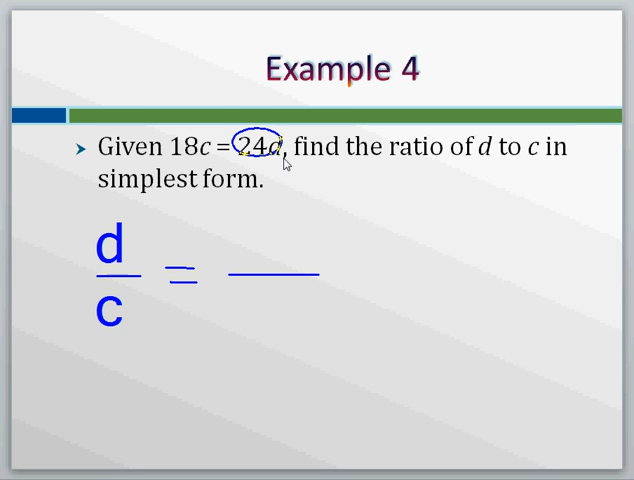 Example 4
Given 18c = 24d, find the ratio of d to c in
simplest form.
d
c
=